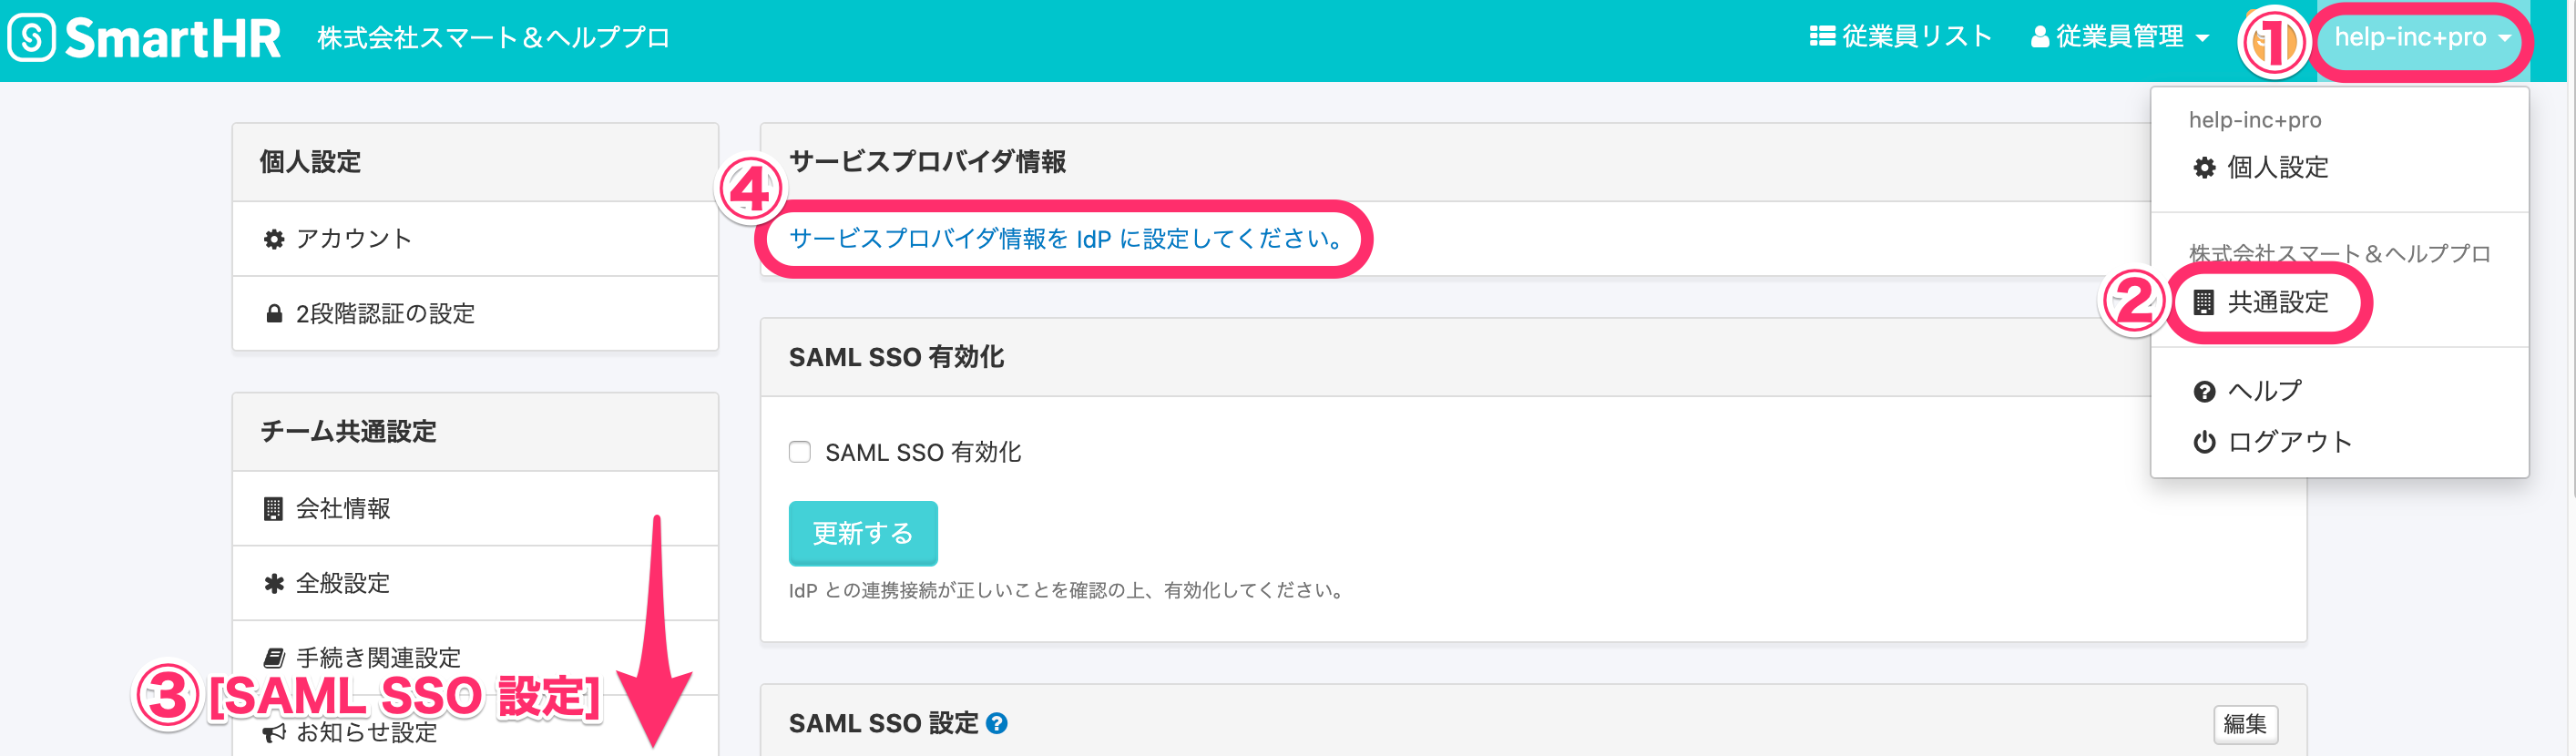 SmartHR 株式会社スマート＆ヘルププロ 従業員リスト 従業員管理 ① help-inc+pro
help-inc+pro
個人設定
株式会社スマート＆ヘルププロ
② 共通設定
ヘルプ
ログアウト
個人設定
アカウント
2段階認証の設定
チーム共通設定
会社情報
全般設定
手続き関連設定
③ [SAML SSO 設定]
お知らせ設定
サービスプロバイダ情報
④ サービスプロバイダ情報を IdP に設定してください。
SAML SSO 有効化
SAML SSO 有効化
更新する
IdP との連携接続が正しいことを確認の上、有効化してください。
SAML SSO 設定 ?
編集